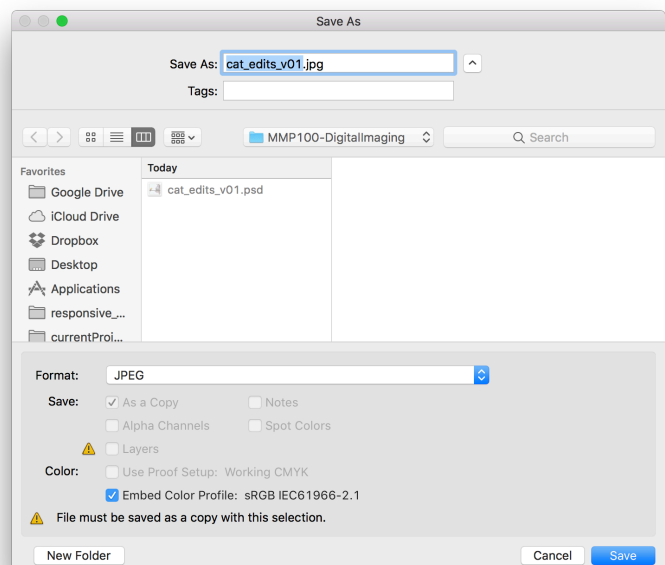 Save As
Save As: cat_edits_v01.jpg
Tags:
MMP100-DigitalImaging
Search
Favorites
Google Drive
iCloud Drive
Dropbox
Desktop
Applications
responsive_...
currentProj...
Today
cat_edits_v01.psd
Format: JPEG
Save: As a Copy Notes
Alpha Channels Spot Colors
Layers
Color: Use Proof Setup: Working CMYK
Embed Color Profile: sRGB IEC61966-2.1
File must be saved as a copy with this selection.
New Folder Cancel Save